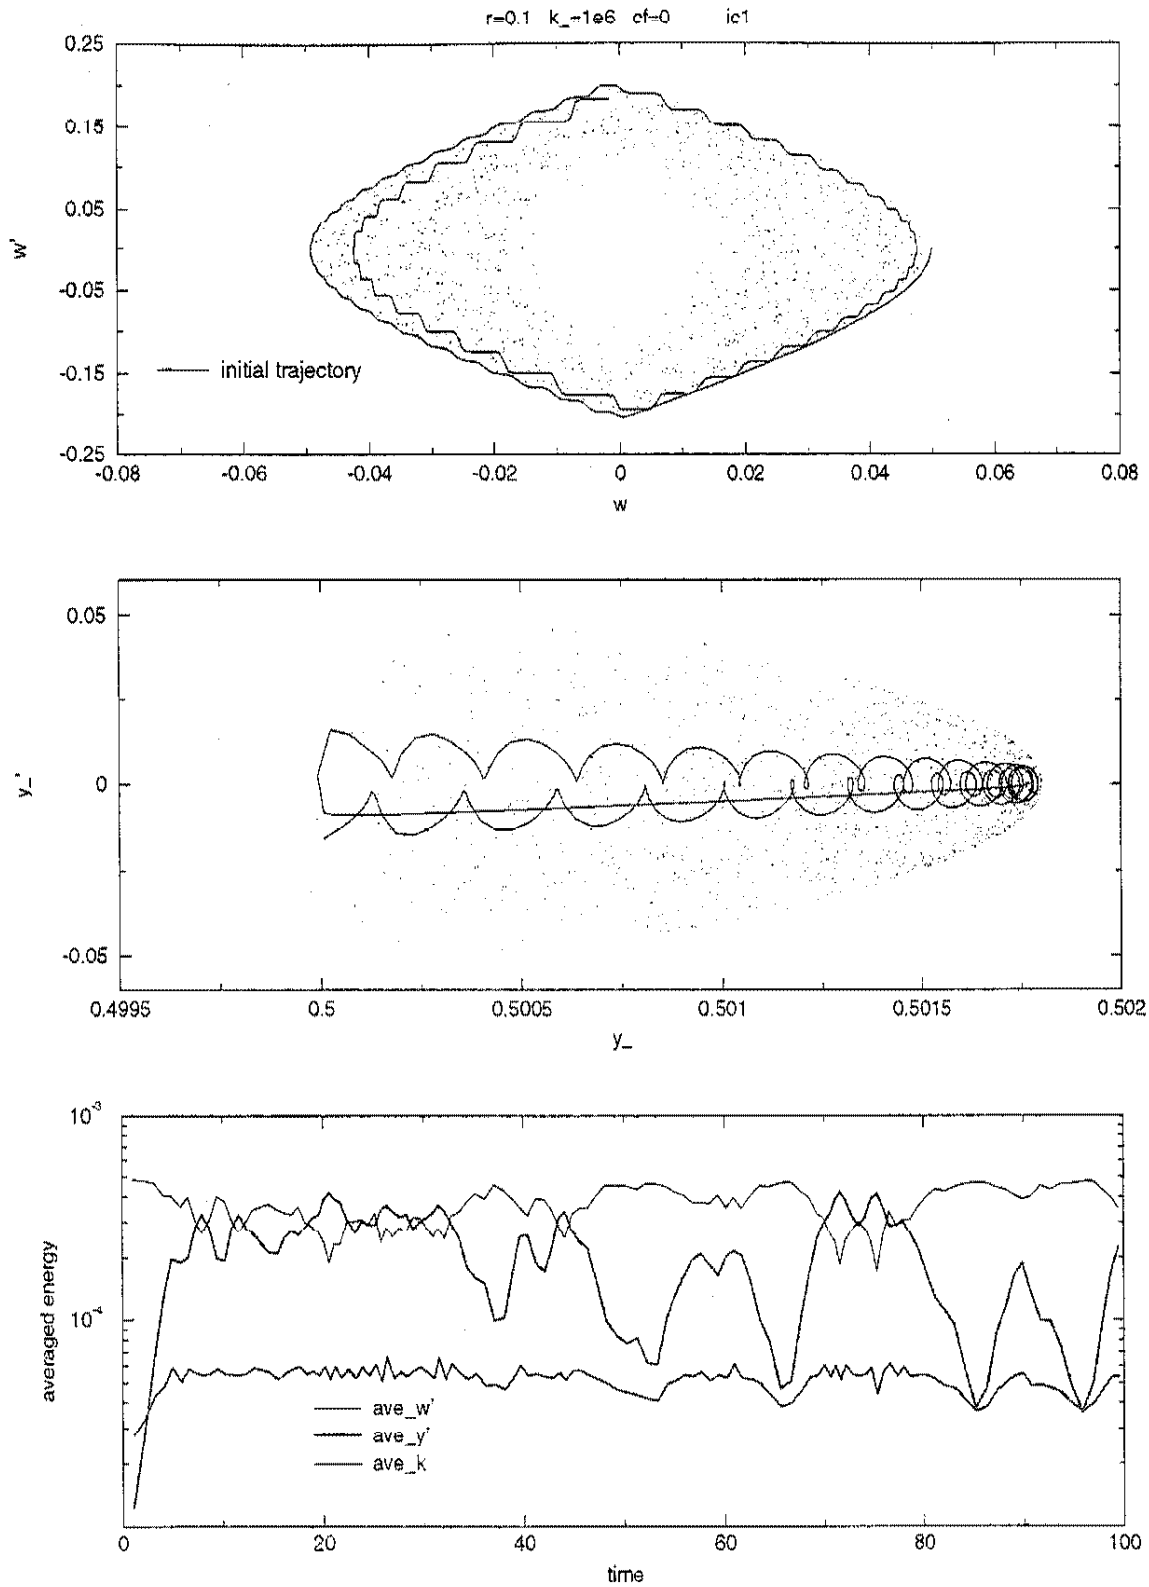 r=0.1 k_=1e6 cf=0 ic1
0.25
0.15
0.05
-0.05
-0.15
-0.25
w'
initial trajectory
-0.08 -0.06 -0.04 -0.02 0 0.02 0.04 0.06 0.08
w
0.05
0
-0.05
y_'
0.4995 0.5 0.5005 0.501 0.5015 0.502
y_
10-3
10-4
averaged energy
ave_w'
ave_y'
ave_k
0 20 40 60 80 100
time